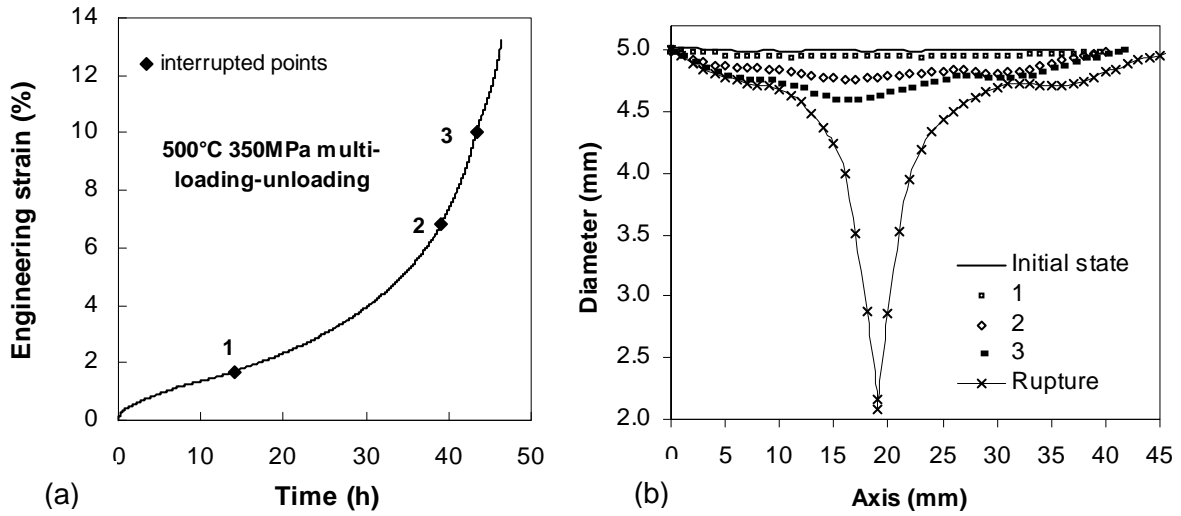 14
12
10
8
6
4
2
0
Engineering strain (%)
interrupted points
500°C 350MPa multi-
loading-unloading
1
2
3
0 10 20 30 40 50
Time (h)
(a)
5.0
4.5
4.0
3.5
3.0
2.5
2.0
Diameter (mm)
Initial state
1
2
3
Rupture
0 5 10 15 20 25 30 35 40 45
Axis (mm)
(b)